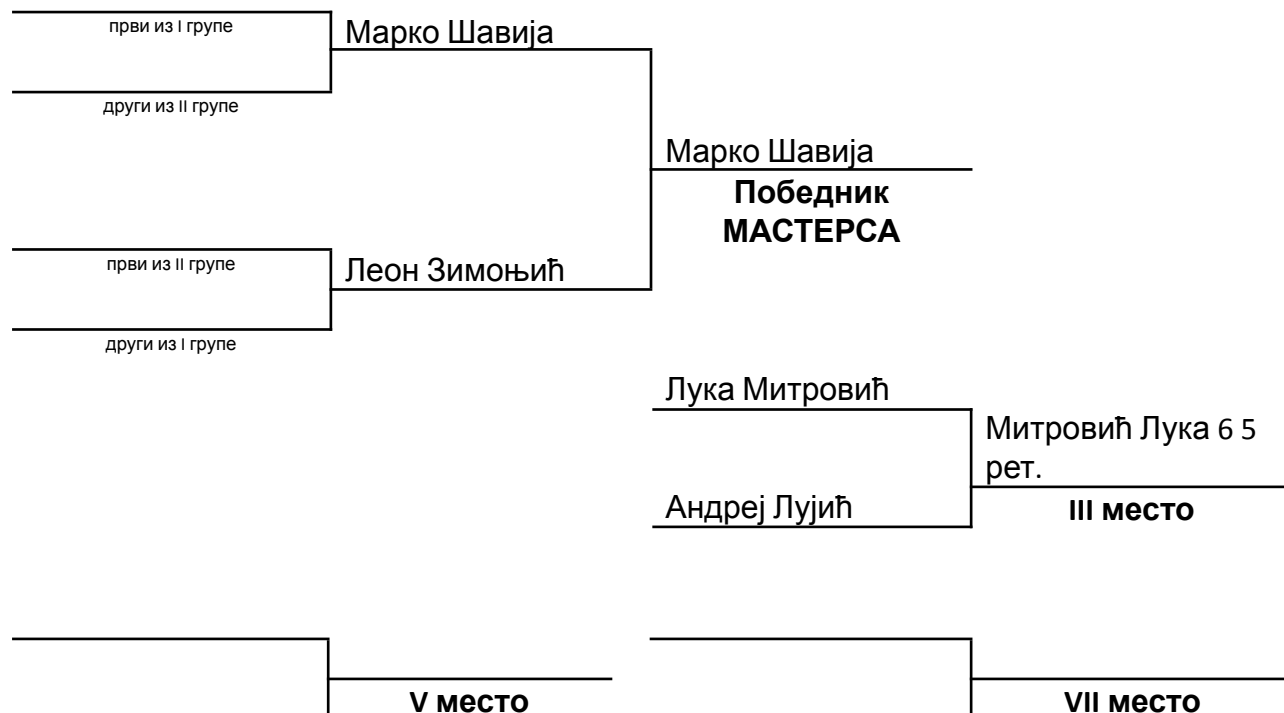 први из I групе
Марко Шавија
други из II групе
Марко Шавија
Победник
МАСТЕРСА
први из II групе
Леон Зимоњић
други из I групе
Лука Митровић
Митровић Лука 6 5
рет.
Андреј Лујић
III место
V место
VII место